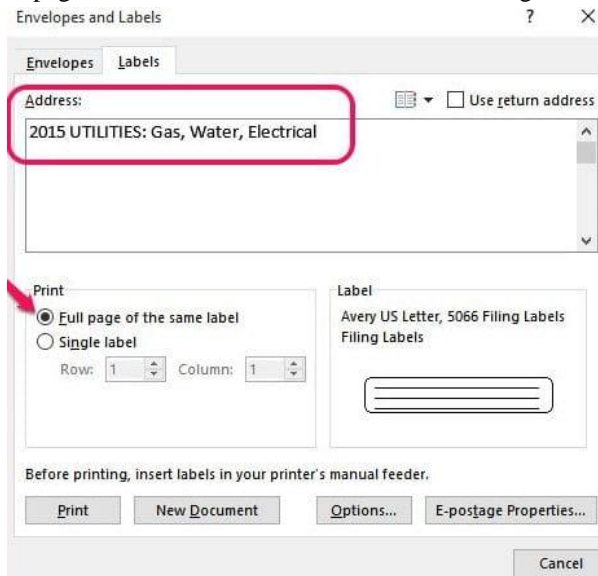 Envelopes and Labels ? X
Envelopes Labels
Address: Use return address
2015 UTILITIES: Gas, Water, Electrical
Print
Full page of the same label
Single label
Row: 1 Column: 1
Label
Avery US Letter, 5066 Filing Labels
Filing Labels
Before printing, insert labels in your printer's manual feeder.
Print New Document Options... E-postage Properties...
Cancel